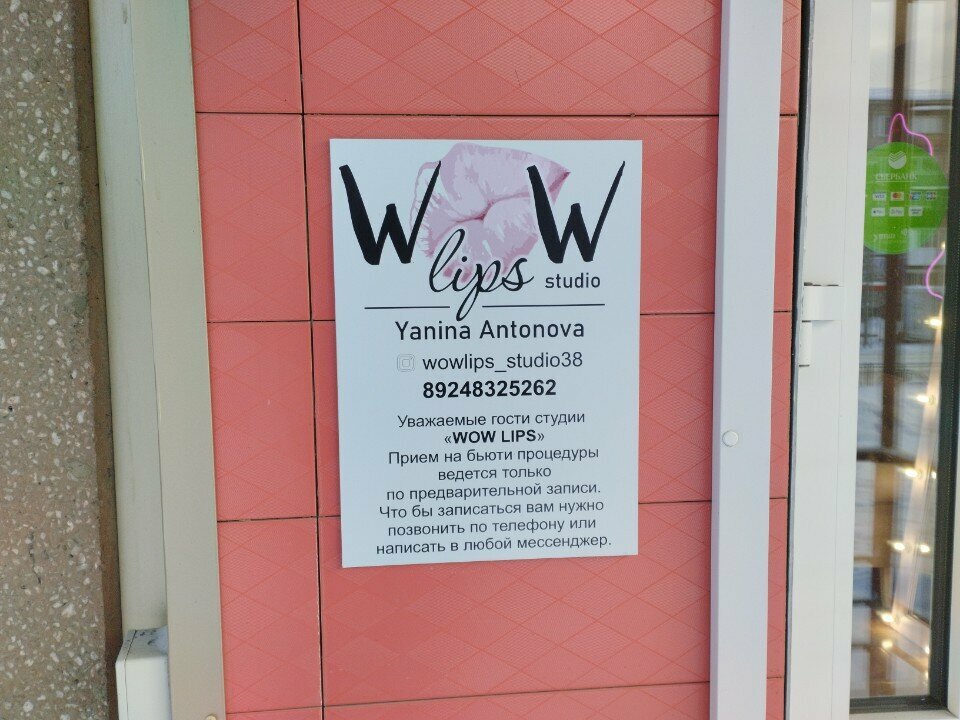 WOW
lips studio
Yanina Antonova
wowlips_studio38
89248325262
Уважаемые гости студии
«WOW LIPS»
Прием на бьюти процедуры
ведется только
по предварительной записи.
Что бы записаться вам нужно
позвонить по телефону или
написать в любой мессенджер.
СБЕРБАНК